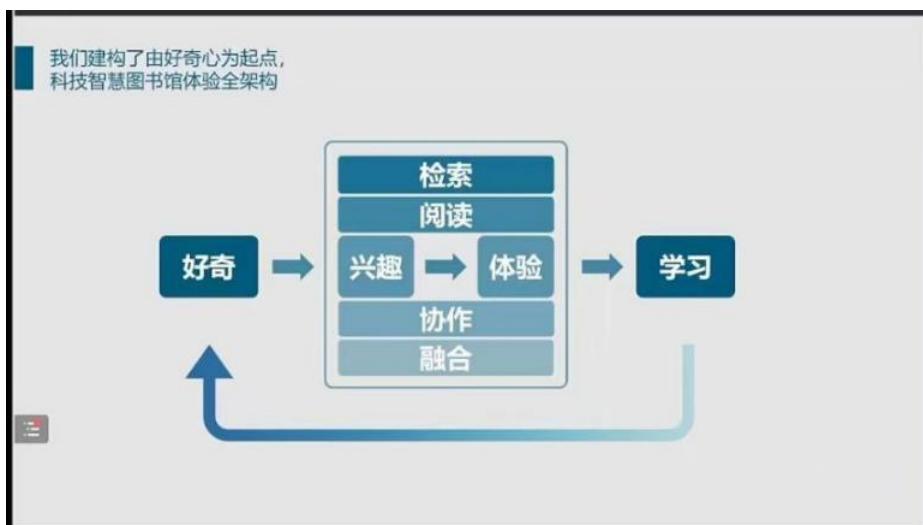 我们建构了由好奇心为起点，
科技智慧图书馆体验全架构
检索
阅读
好奇
兴趣
体验
学习
协作
融合